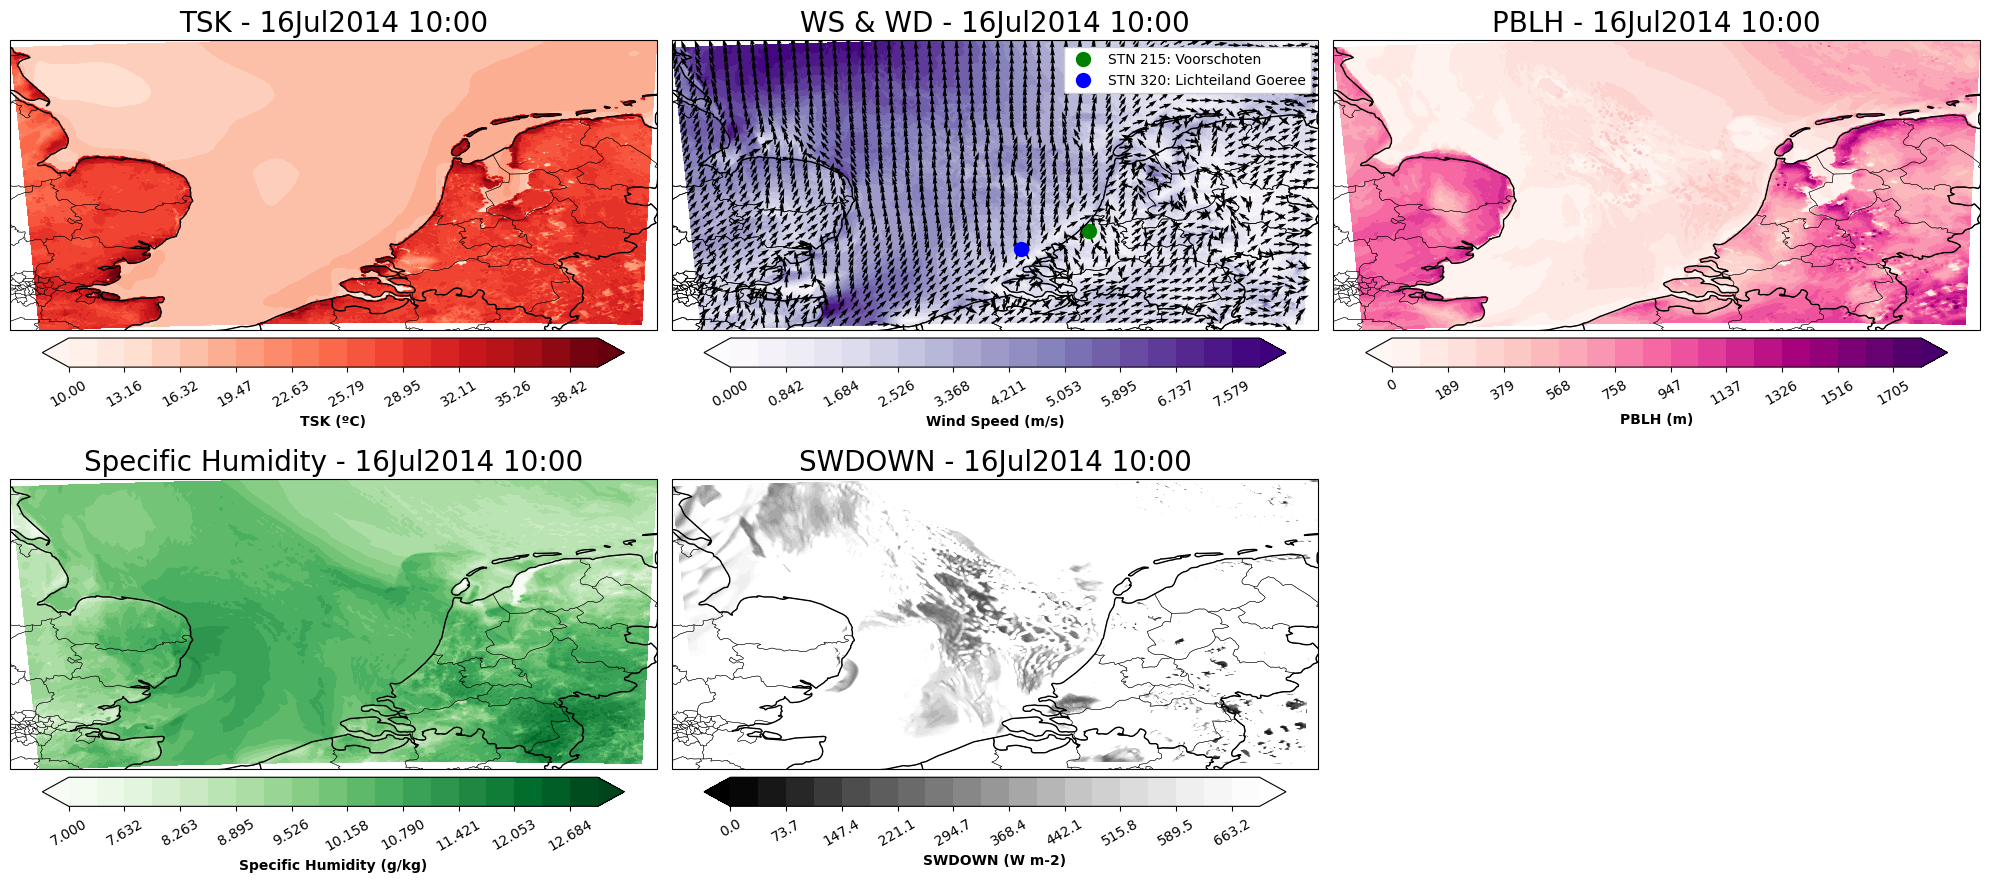 TSK - 16Jul2014 10:00
10.00 13.16 16.32 19.47 22.63 25.79 28.95 32.11 35.26 38.42
TSK (ºC)
WS & WD - 16Jul2014 10:00
STN 215: Voorschoten
STN 320: Lichteiland Goeree
0.000 0.842 1.684 2.526 3.368 4.211 5.053 5.895 6.737 7.579
Wind Speed (m/s)
PBLH - 16Jul2014 10:00
0 189 379 568 758 947 1137 1326 1516 1705
PBLH (m)
Specific Humidity - 16Jul2014 10:00
7.000 7.632 8.263 8.895 9.526 10.158 10.790 11.421 12.053 12.684
Specific Humidity (g/kg)
SWDOWN - 16Jul2014 10:00
0.0 73.7 147.4 221.1 294.7 368.4 442.1 515.8 589.5 663.2
SWDOWN (W m-2)